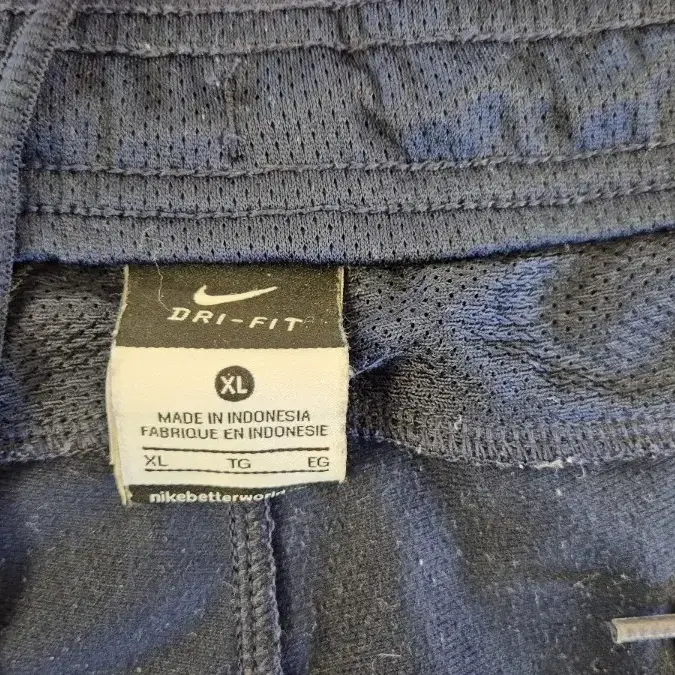 DRI-FIT
XL
MADE IN INDONESIA
FABRIQUE EN INDONESIE
XL TG EG
nikebetterworld